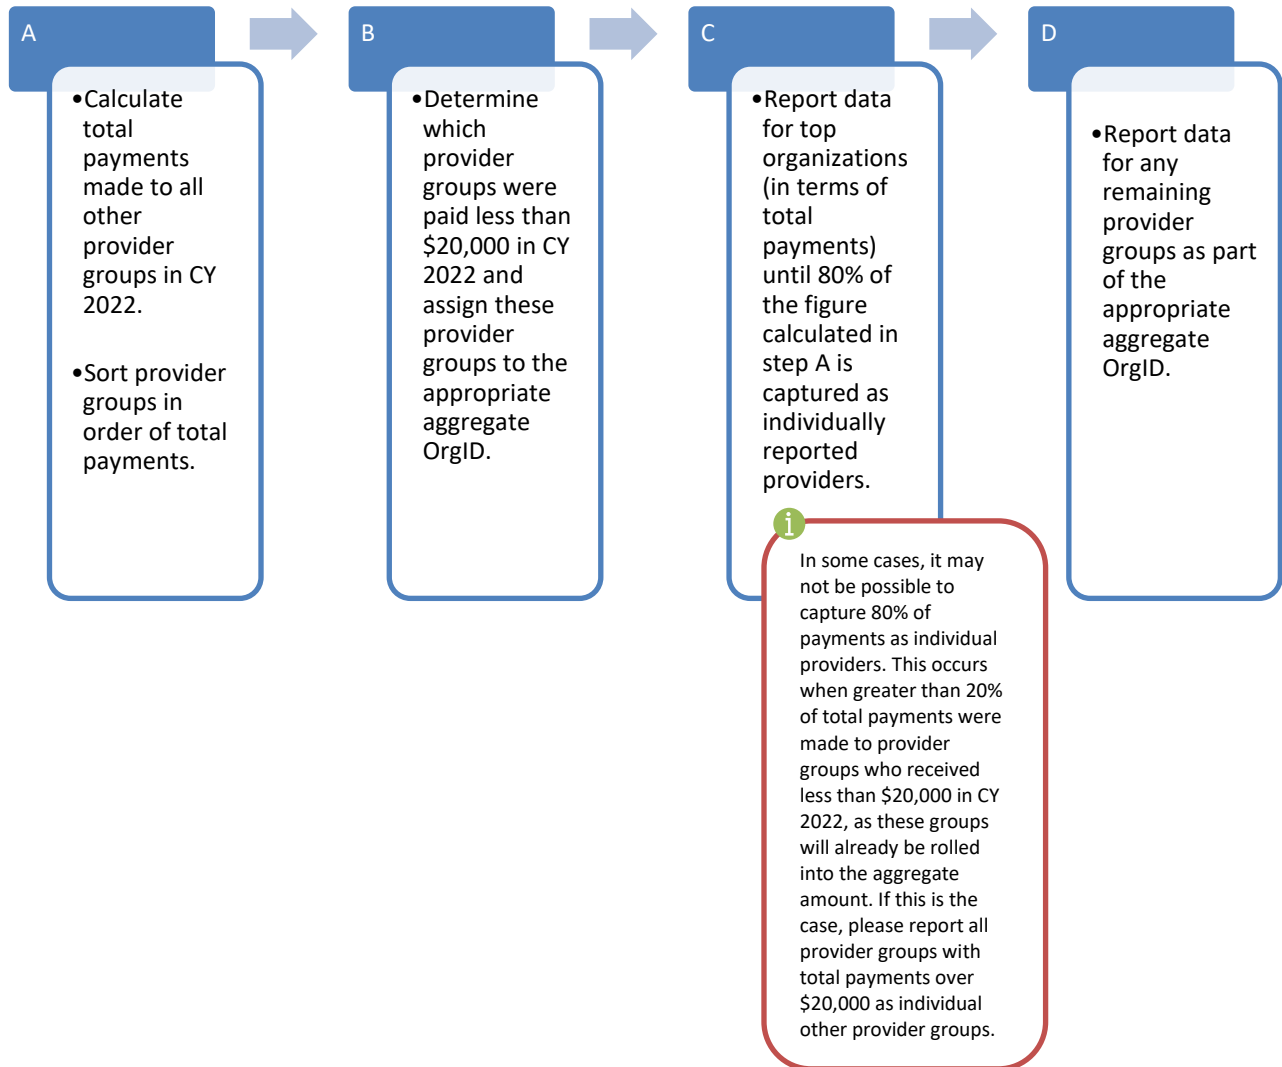 A
•Calculate
total
payments
made to all
other
provider
groups in CY
2022.
•Sort provider
groups in
order of total
payments.
B
•Determine
which
provider
groups were
paid less than
$20,000 in CY
2022 and
assign these
provider
groups to the
appropriate
aggregate
OrgID.
C
•Report data
for top
organizations
(in terms of
total
payments)
until 80% of
the figure
calculated in
step A is
captured as
individually
reported
providers.
i
In some cases, it may
not be possible to
capture 80% of
payments as individual
providers. This occurs
when greater than 20%
of total payments were
made to provider
groups who received
less than $20,000 in CY
2022, as these groups
will already be rolled
into the aggregate
amount. If this is the
case, please report all
provider groups with
total payments over
$20,000 as individual
other provider groups.
D
•Report data
for any
remaining
provider
groups as part
of the
appropriate
aggregate
OrgID.